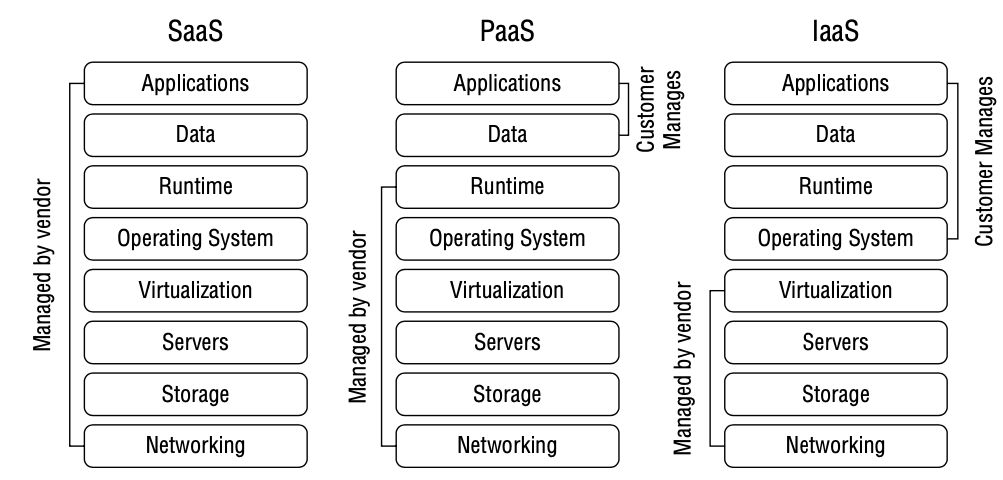 SaaS
Managed by vendor
Applications
Data
Runtime
Operating System
Virtualization
Servers
Storage
Networking
PaaS
Managed by vendor
Applications
Data
Runtime
Operating System
Virtualization
Servers
Storage
Networking
Customer
Manages
IaaS
Managed by vendor
Applications
Data
Runtime
Operating System
Virtualization
Servers
Storage
Networking
Customer Manages